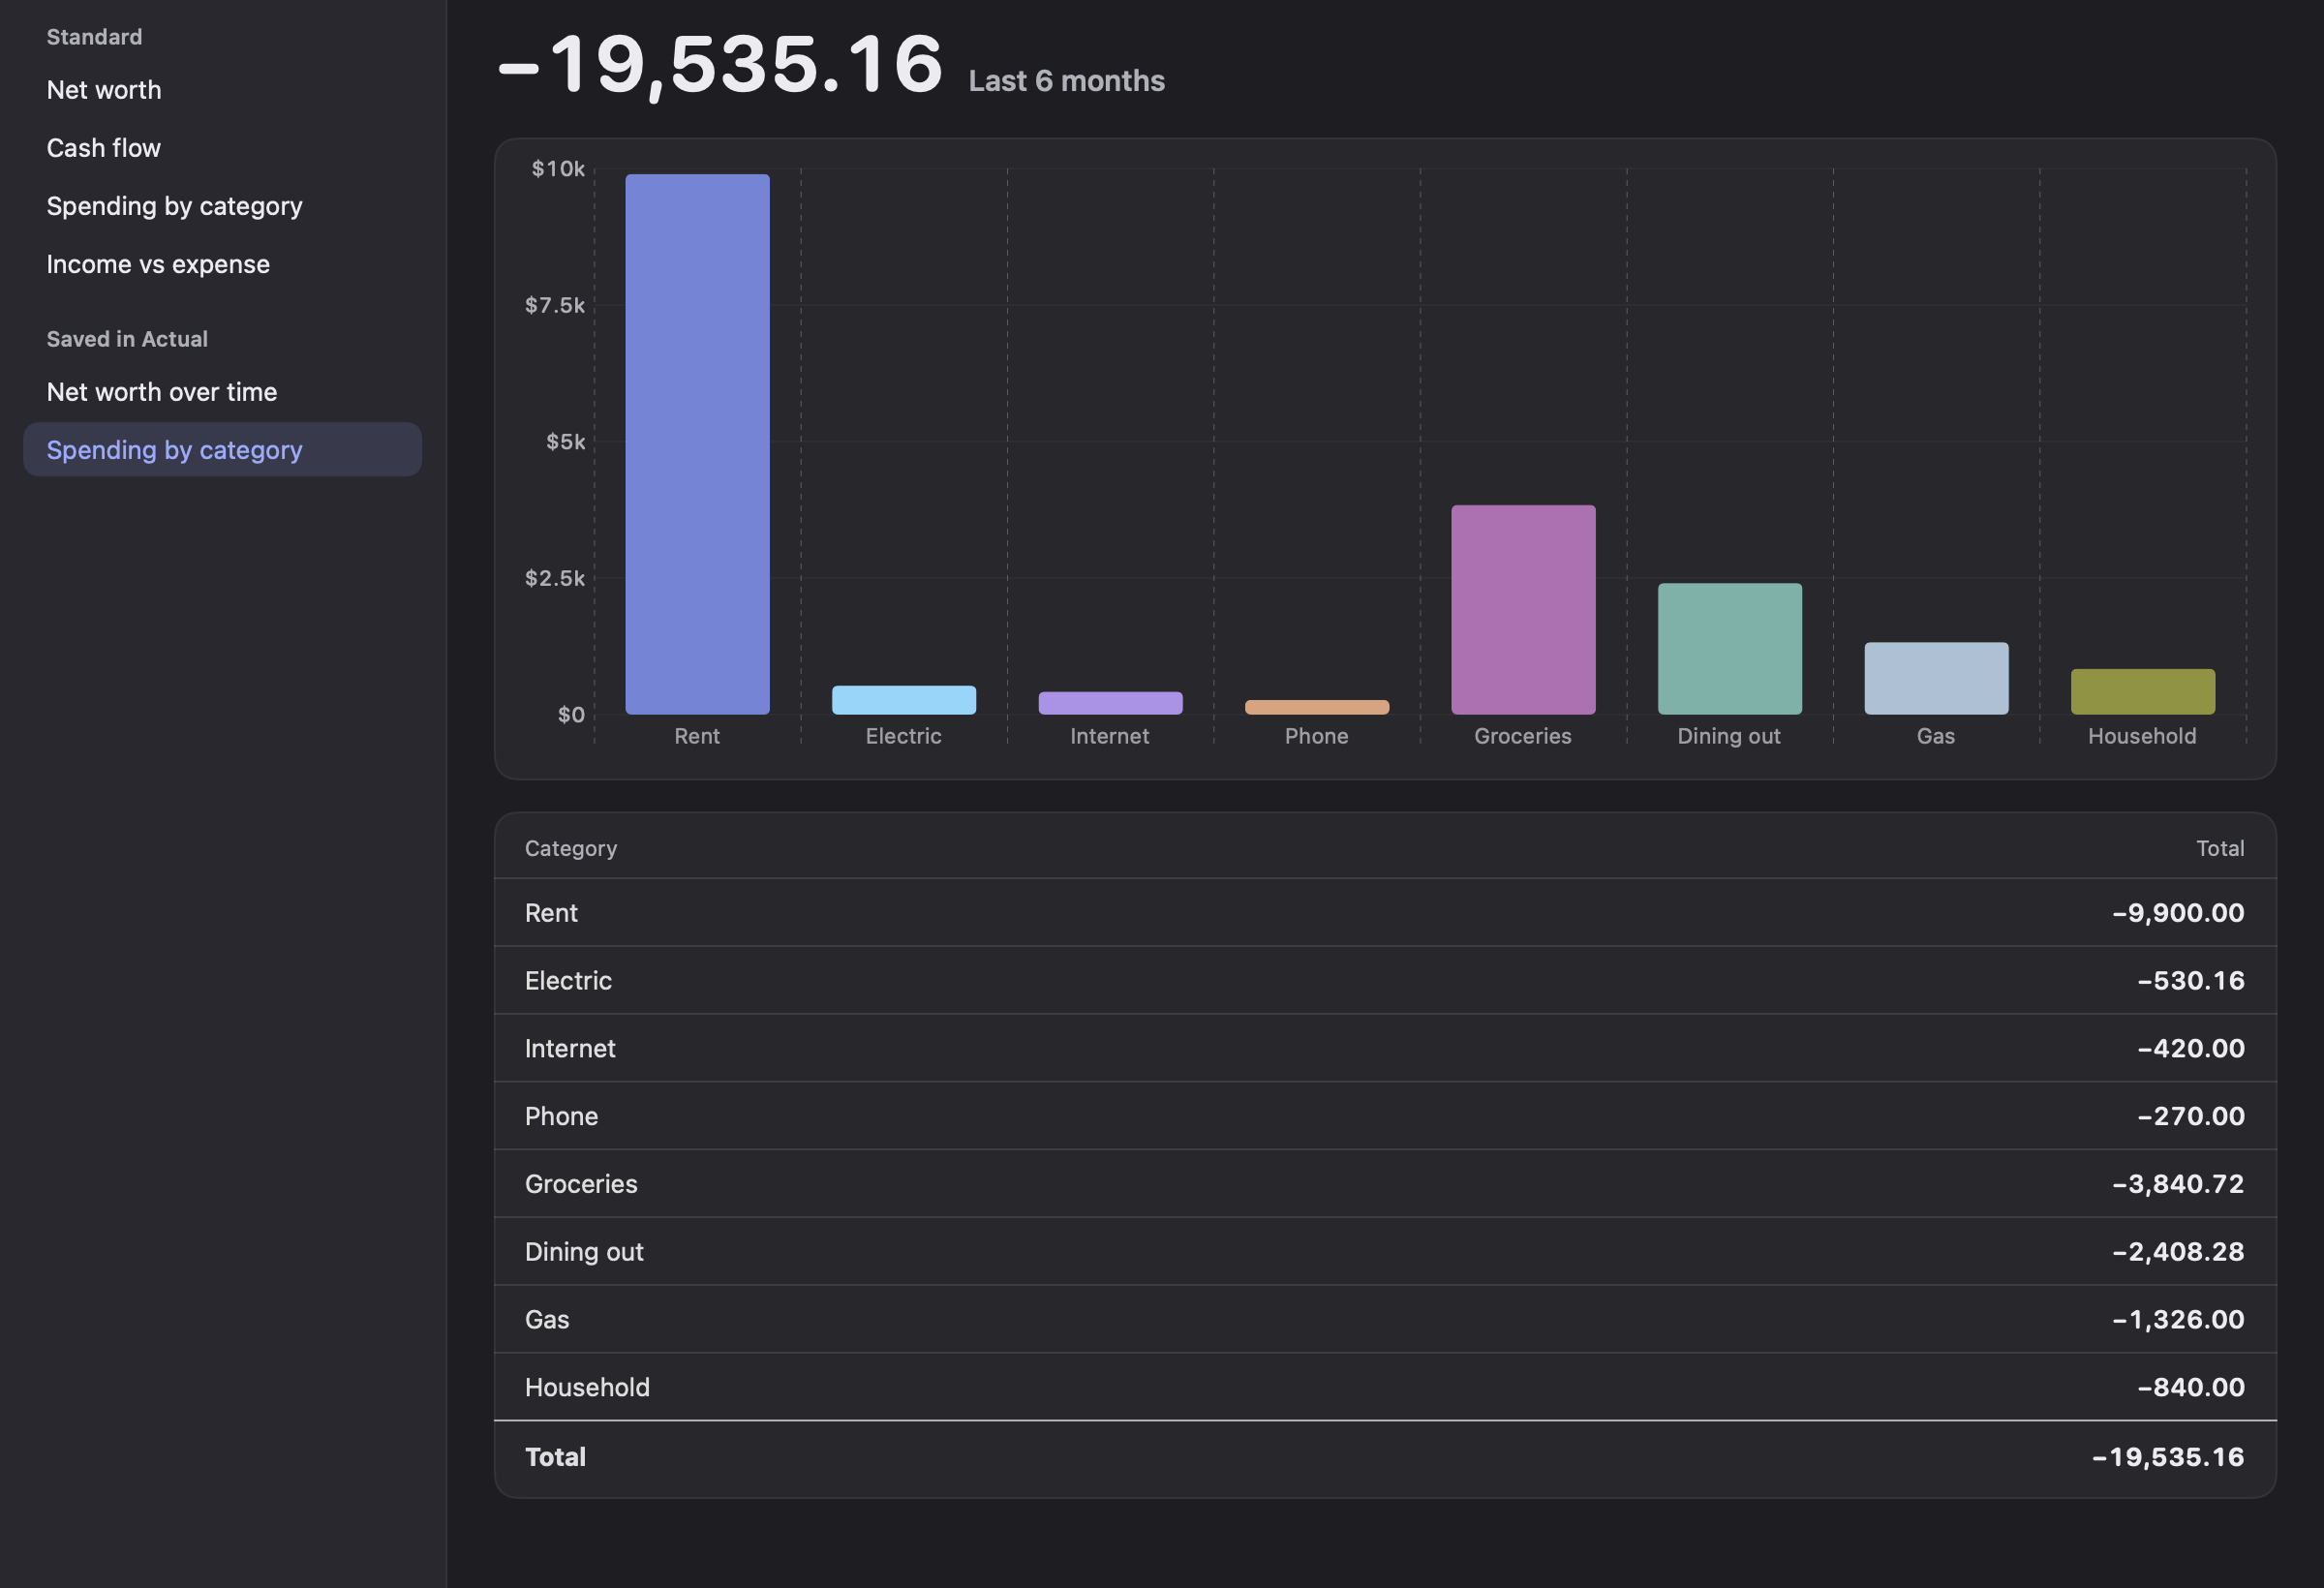 Standard
Net worth
Cash flow
Spending by category
Income vs expense
Saved in Actual
Net worth over time
Spending by category
−19,535.16 Last 6 months
$10k
$7.5k
$5k
$2.5k
$0
Rent Electric Internet Phone Groceries Dining out Gas Household
Category Total
Rent −9,900.00
Electric −530.16
Internet −420.00
Phone −270.00
Groceries −3,840.72
Dining out −2,408.28
Gas −1,326.00
Household −840.00
Total −19,535.16